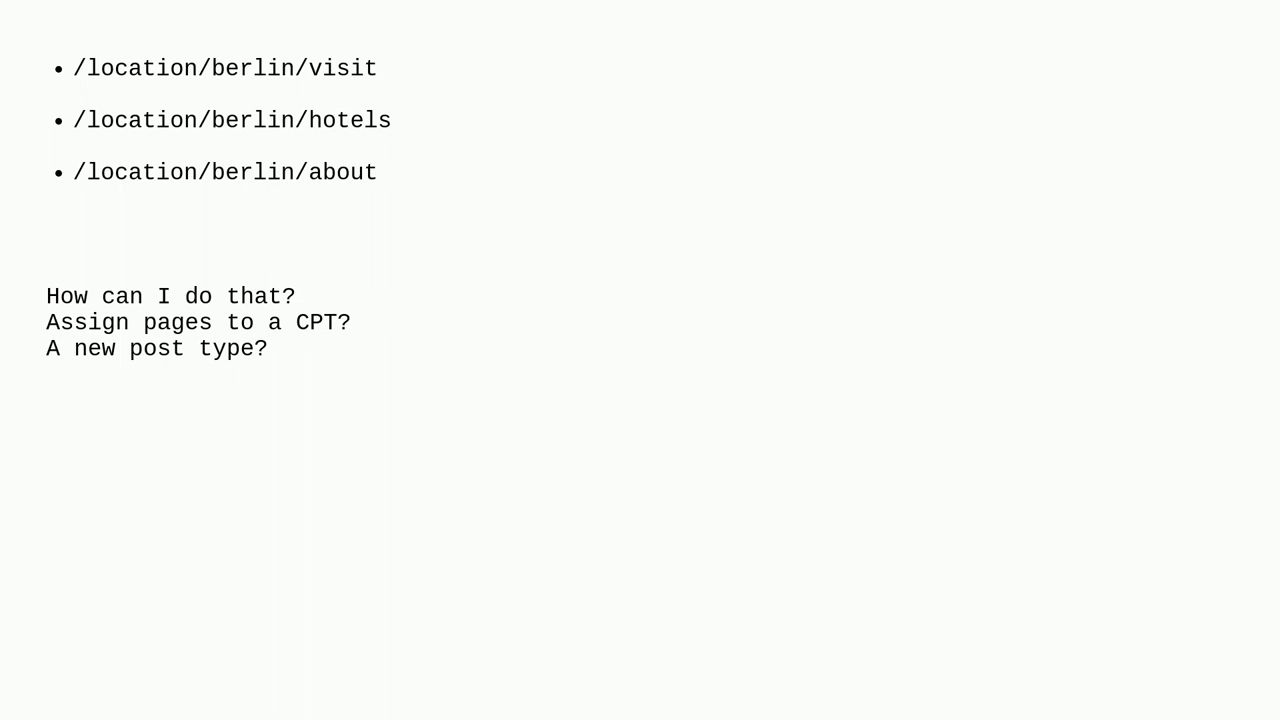 • /location/berlin/visit
• /location/berlin/hotels
• /location/berlin/about
How can I do that?
Assign pages to a CPT?
A new post type?